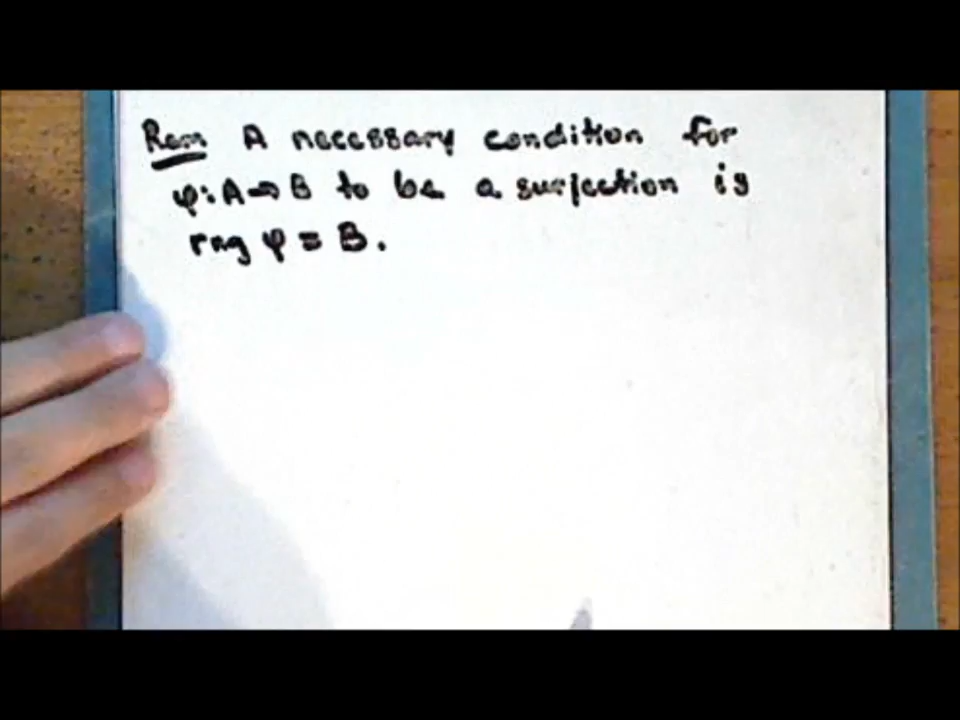 Rem A necessary condition for
φ: A → B to be a surjection is
rng φ = B.